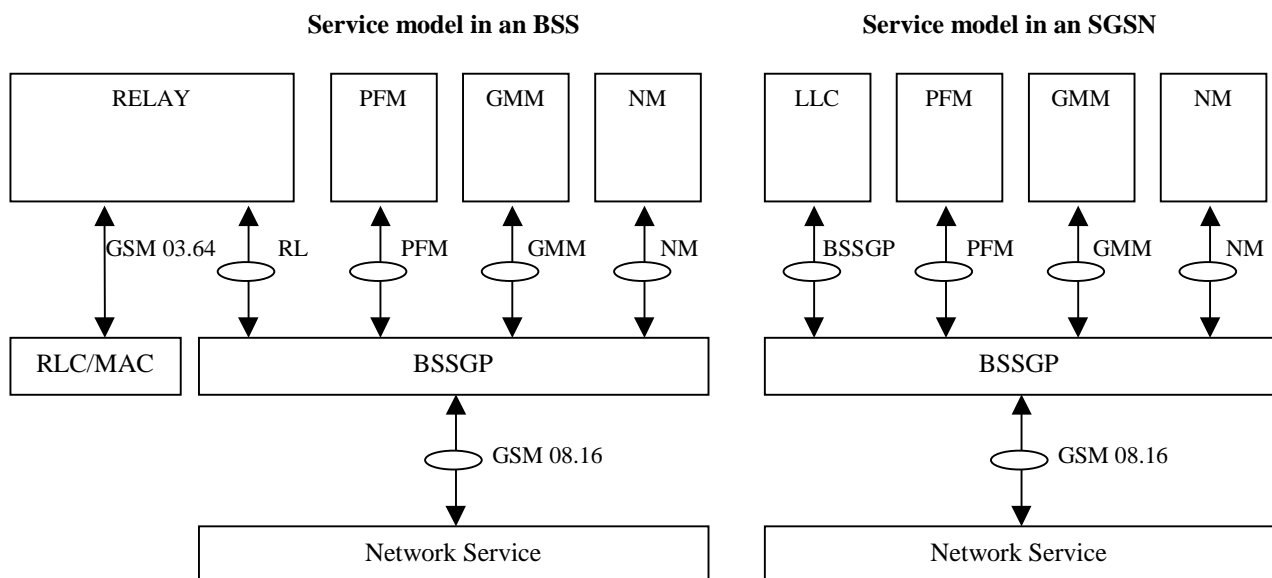 Service model in an BSS
Service model in an SGSN
RELAY
PFM
GMM
NM
LLC
PFM
GMM
NM
GSM 03.64
RL
PFM
GMM
NM
BSSGP
PFM
GMM
NM
RLC/MAC
BSSGP
BSSGP
GSM 08.16
GSM 08.16
Network Service
Network Service